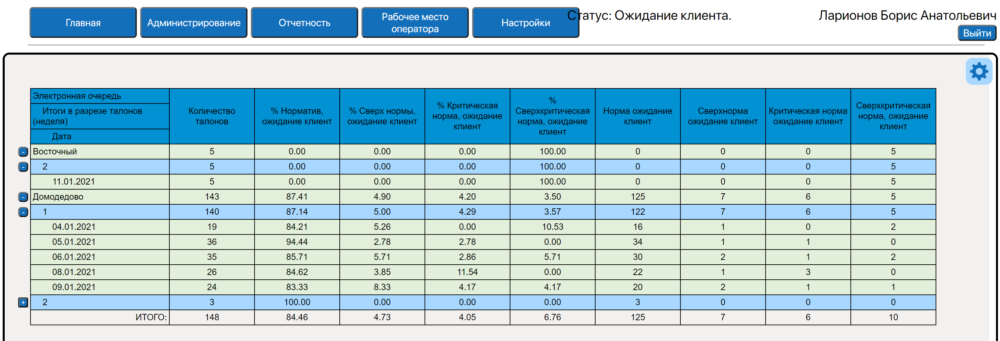 Главная
Администрирование
Отчетность
Рабочее место
оператора
Настройки
Статус: Ожидание клиента.
Ларионов Борис Анатольевич
Выйти
Электронная очередь
Итоги в разрезе талонов
(неделя)
Дата
Количество
талонов
% Норматив,
ожидание клиент
% Сверх нормы,
ожидание клиент
% Критическая
норма, ожидание
клиент
%
Сверхкритическая
норма, ожидание
клиент
Норма ожидание
клиент
Сверхнорма
ожидание клиент
Критическая норма
ожидание клиент
Сверхкритическая
норма, ожидание
клиент
- Восточный 5 0.00 0.00 0.00 100.00 0 0 0 5
- 2 5 0.00 0.00 0.00 100.00 0 0 0 5
11.01.2021 5 0.00 0.00 0.00 100.00 0 0 0 5
- Домодедово 143 87.41 4.90 4.20 3.50 125 7 6 5
- 1 140 87.14 5.00 4.29 3.57 122 7 6 5
04.01.2021 19 84.21 5.26 0.00 10.53 16 1 0 2
05.01.2021 36 94.44 2.78 2.78 0.00 34 1 1 0
06.01.2021 35 85.71 5.71 2.86 5.71 30 2 1 2
08.01.2021 26 84.62 3.85 11.54 0.00 22 1 3 0
09.01.2021 24 83.33 8.33 4.17 4.17 20 2 1 1
+ 2 3 100.00 0.00 0.00 0.00 3 0 0 0
ИТОГО: 148 84.46 4.73 4.05 6.76 125 7 6 10